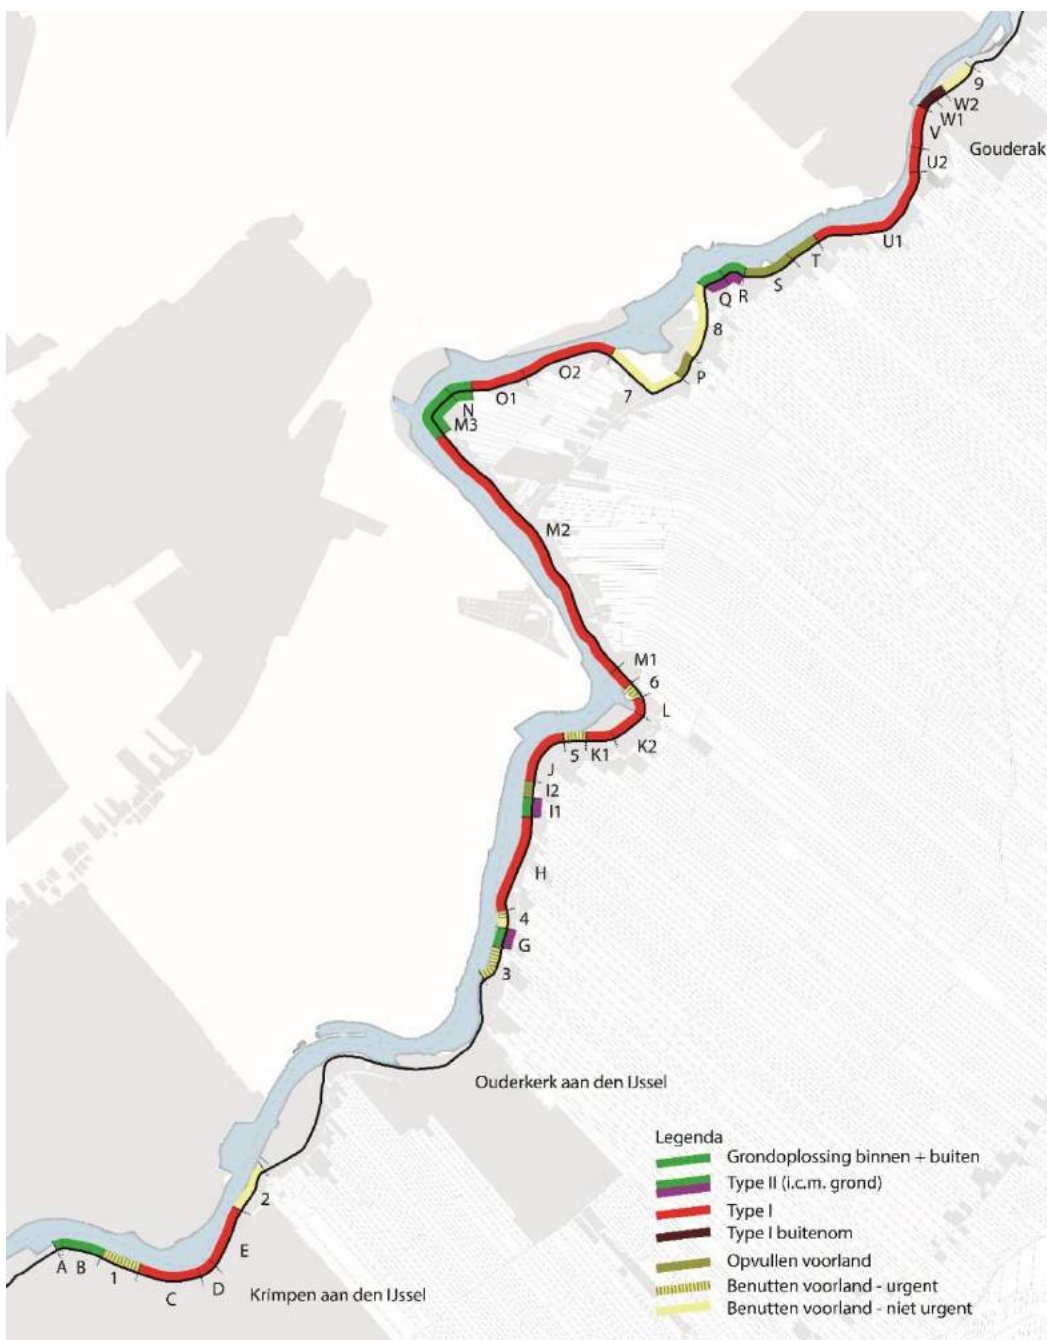 9
W2
W1
V
Gouderak
U2
U1
T
S
R
Q
8
P
7
O2
O1
N
M3
M2
M1
6
L
K2
K1
5
J
I2
I1
H
4
G
3
Ouderkerk aan den IJssel
2
E
D
C
1
B
A
Krimpen aan den IJssel
Legenda
Grondoplossing binnen + buiten
Type II (i.c.m. grond)
Type I
Type I buitenom
Opvullen voorland
Benutten voorland - urgent
Benutten voorland - niet urgent